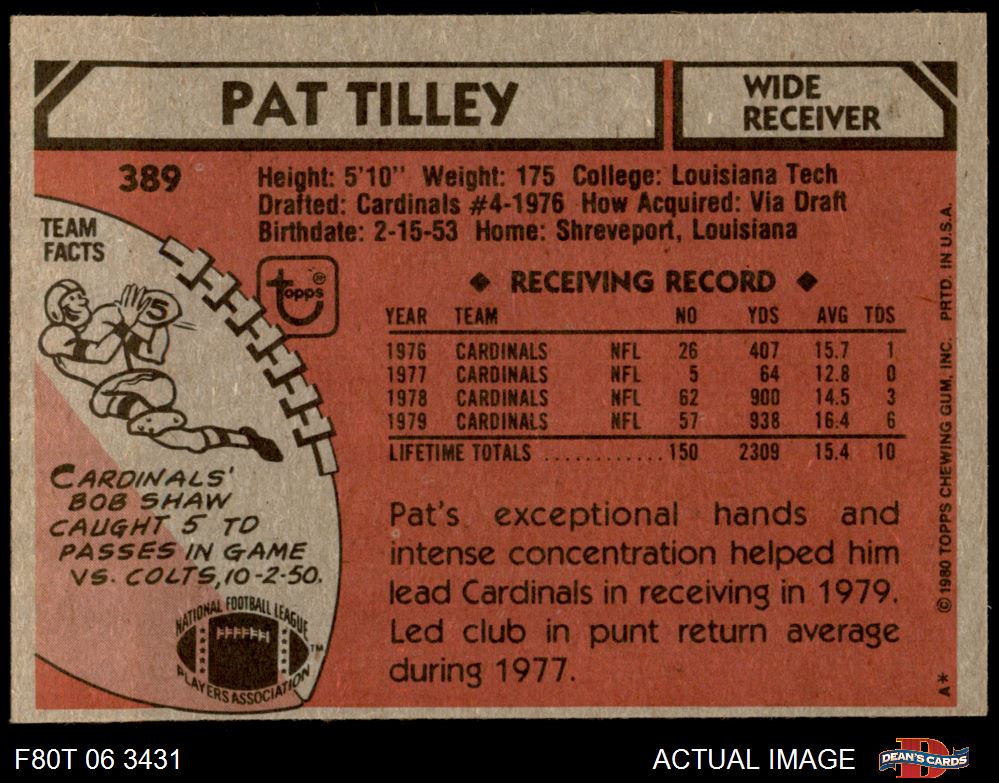 PAT TILLEY
WIDE
RECEIVER
389
Height: 5'10" Weight: 175 College: Louisiana Tech
Drafted: Cardinals #4-1976 How Acquired: Via Draft
Birthdate: 2-15-53 Home: Shreveport, Louisiana
TEAM
FACTS
5
CARDINALS'
BOB SHAW
CAUGHT 5 TD
PASSES IN GAME
VS. COLTS, 10-2-50.
NATIONAL FOOTBALL LEAGUE
PLAYERS ASSOCIATION
TM
topps
◆ RECEIVING RECORD ◆
YEAR TEAM NO YDS AVG TDS
1976 CARDINALS NFL 26 407 15.7 1
1977 CARDINALS NFL 5 64 12.8 0
1978 CARDINALS NFL 62 900 14.5 3
1979 CARDINALS NFL 57 938 16.4 6
LIFETIME TOTALS ............ 150 2309 15.4 10
Pat's exceptional hands and
intense concentration helped him
lead Cardinals in receiving in 1979.
Led club in punt return average
during 1977.
A* © 1980 TOPPS CHEWING GUM, INC. PRTD. IN U.S.A.
F80T 06 3431
ACTUAL IMAGE
DEAN'S CARDS